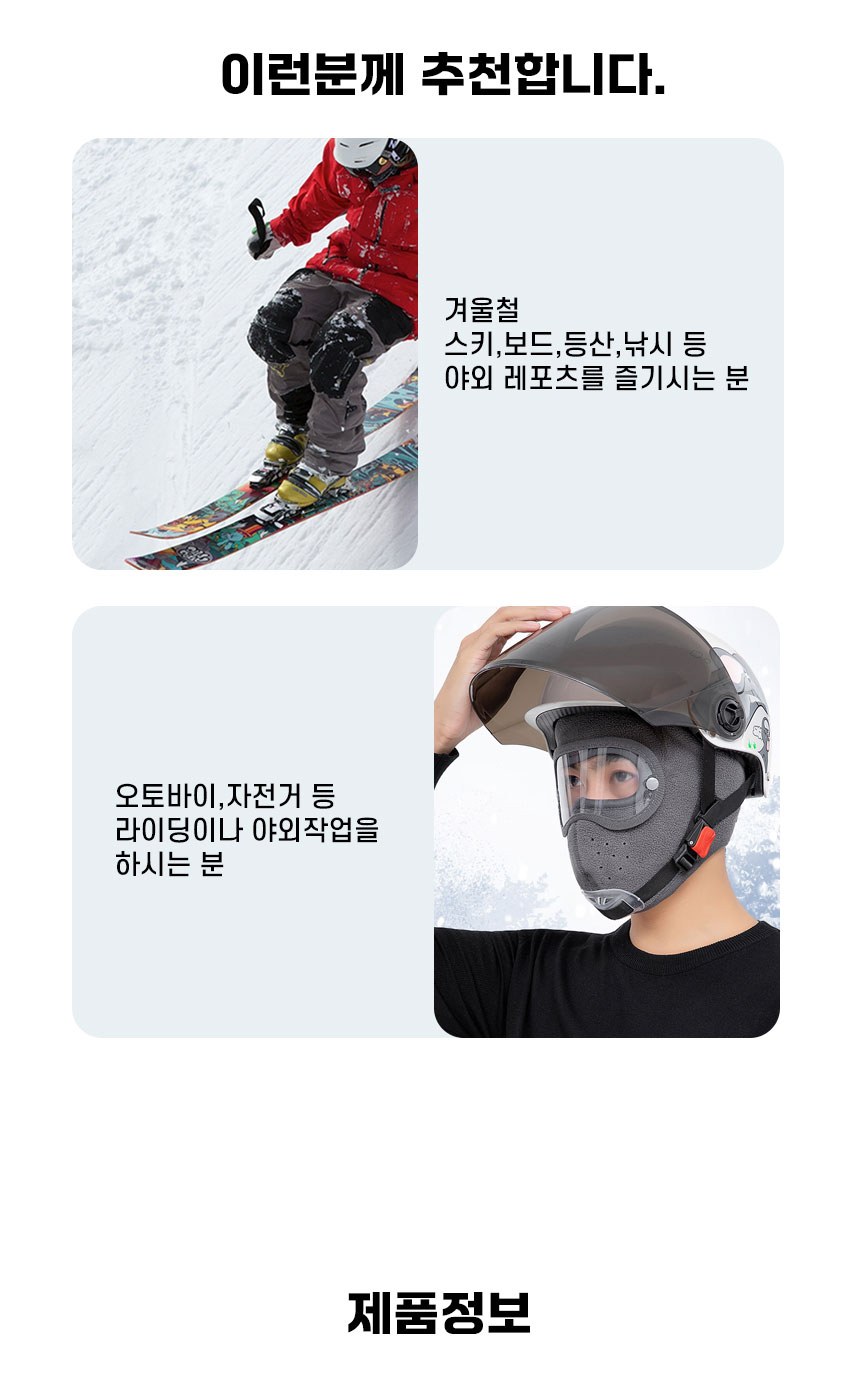 이런분께 추천합니다.
겨울철
스키,보드,등산,낚시 등
야외 레포츠를 즐기시는 분
오토바이,자전거 등
라이딩이나 야외작업을
하시는 분
제품정보